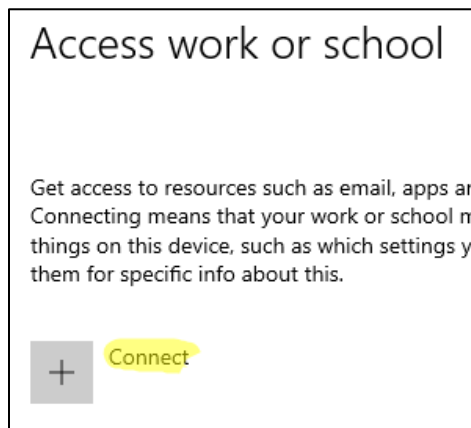 Access work or school
Get access to resources such as email, apps
Connecting means that your work or school
things on this device, such as which settings
them for specific info about this.
Connect